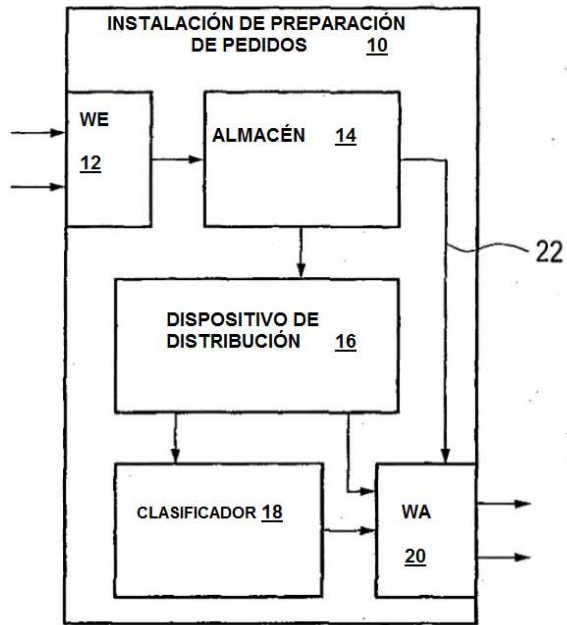 INSTALACIÓN DE PREPARACIÓN
DE PEDIDOS 10
WE
12
ALMACÉN 14
22
DISPOSITIVO DE
DISTRIBUCIÓN 16
CLASIFICADOR 18
WA
20